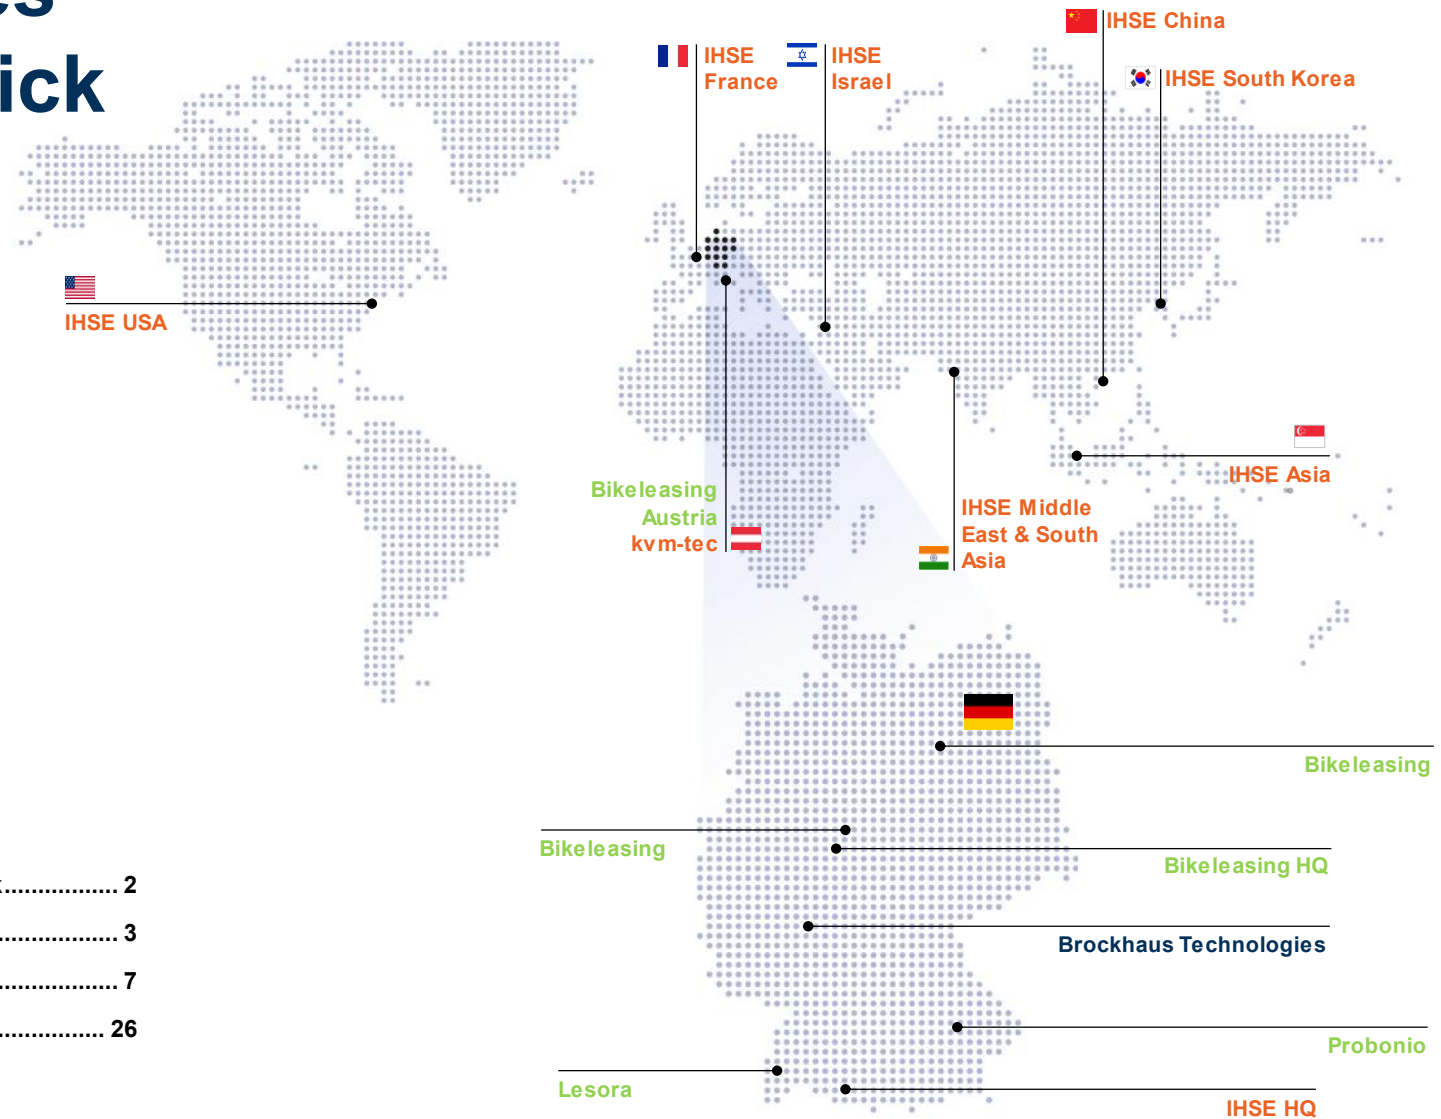 ick
IHSE China
IHSE
France
IHSE
Israel
IHSE South Korea
IHSE USA
IHSE Asia
Bikeleasing
Austria
kvm-tec
IHSE Middle
East & South
Asia
Bikeleasing
Bikeleasing
Bikeleasing HQ
Brockhaus Technologies
Probonio
Lesora
IHSE HQ
................ 2
................ 3
................ 7
................ 26